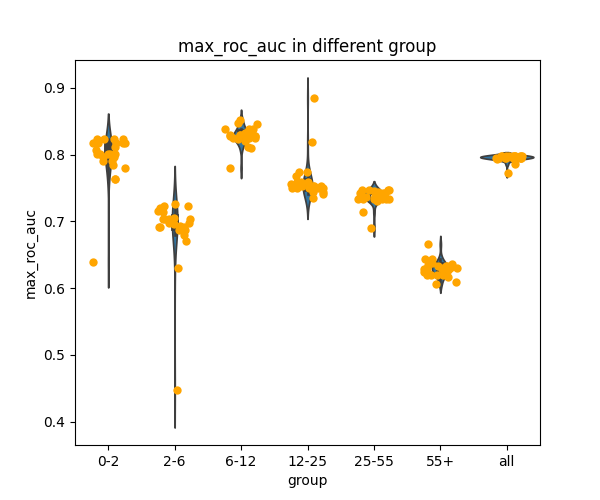 max_roc_auc in different group
max_roc_auc
0.9
0.8
0.7
0.6
0.5
0.4
0-2 2-6 6-12 12-25 25-55 55+ all
group